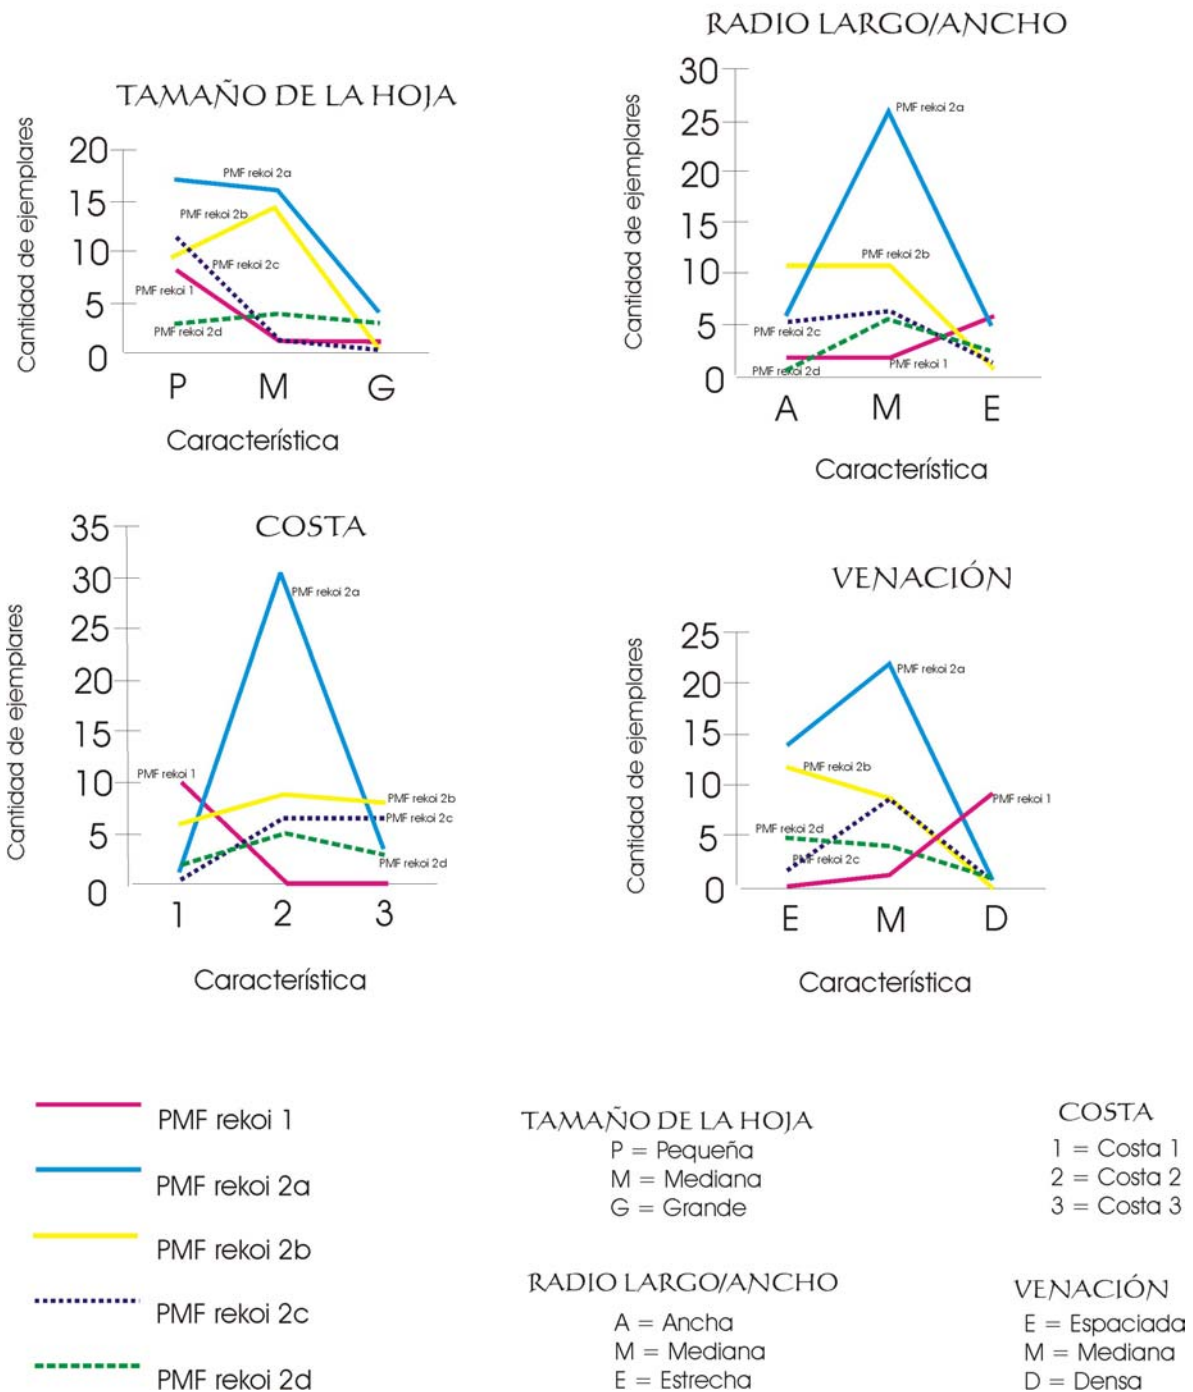 TAMAÑO DE LA HOJA
Cantidad de ejemplares
20
15
10
5
0
PMF rekoi 2a
PMF rekoi 2b
PMF rekoi 2c
PMF rekoi 1
PMF rekoi 2d
P M G
Característica
RADIO LARGO/ANCHO
Cantidad de ejemplares
30
25
20
15
10
5
0
PMF rekoi 2a
PMF rekoi 2b
PMF rekoi 2c
PMF rekoi 1
PMF rekoi 2d
A M E
Característica
COSTA
Cantidad de ejemplares
35
30
25
20
15
10
5
0
PMF rekoi 2a
PMF rekoi 1
PMF rekoi 2b
PMF rekoi 2c
PMF rekoi 2d
1 2 3
Característica
VENACIÓN
Cantidad de ejemplares
25
20
15
10
5
0
PMF rekoi 2a
PMF rekoi 2b
PMF rekoi 1
PMF rekoi 2d
PMF rekoi 2c
E M D
Característica
PMF rekoi 1
PMF rekoi 2a
PMF rekoi 2b
PMF rekoi 2c
PMF rekoi 2d
TAMAÑO DE LA HOJA
P = Pequeña
M = Mediana
G = Grande
RADIO LARGO/ANCHO
A = Ancha
M = Mediana
E = Estrecha
COSTA
1 = Costa 1
2 = Costa 2
3 = Costa 3
VENACIÓN
E = Espaciada
M = Mediana
D = Densa